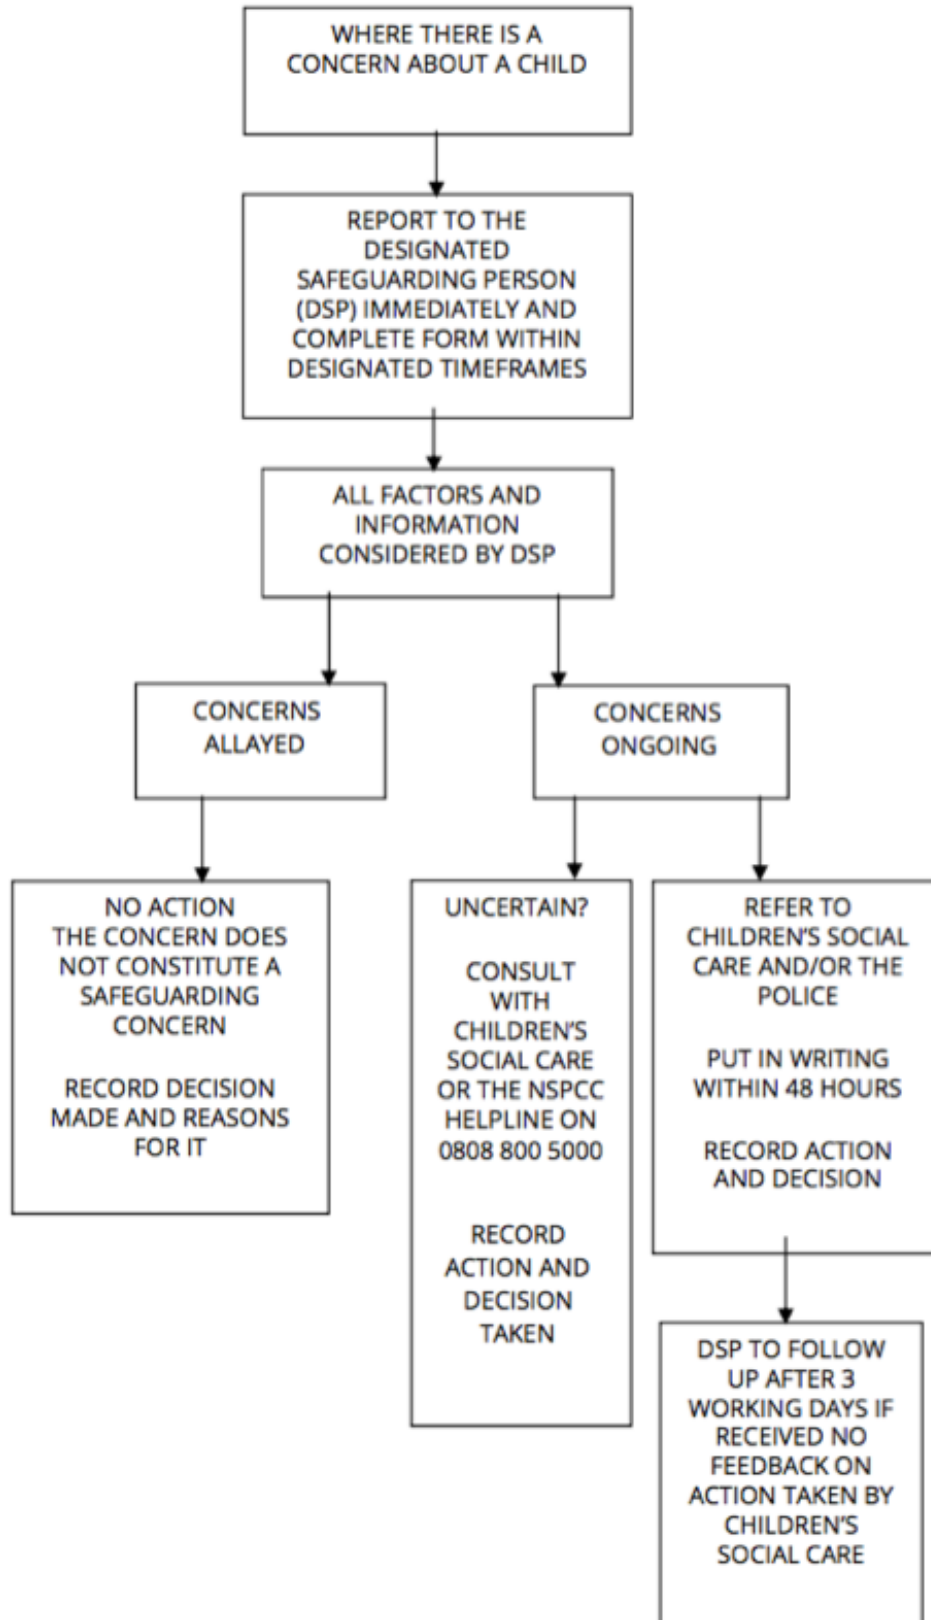 WHERE THERE IS A
CONCERN ABOUT A CHILD
REPORT TO THE
DESIGNATED
SAFEGUARDING PERSON
(DSP) IMMEDIATELY AND
COMPLETE FORM WITHIN
DESIGNATED TIMEFRAMES
ALL FACTORS AND
INFORMATION
CONSIDERED BY DSP
CONCERNS
ALLAYED
CONCERNS
ONGOING
NO ACTION
THE CONCERN DOES
NOT CONSTITUTE A
SAFEGUARDING
CONCERN
RECORD DECISION
MADE AND REASONS
FOR IT
UNCERTAIN?
CONSULT
WITH
CHILDREN'S
SOCIAL CARE
OR THE NSPCC
HELPLINE ON
0808 800 5000
RECORD
ACTION AND
DECISION
TAKEN
REFER TO
CHILDREN'S SOCIAL
CARE AND/OR THE
POLICE
PUT IN WRITING
WITHIN 48 HOURS
RECORD ACTION
AND DECISION
DSP TO FOLLOW
UP AFTER 3
WORKING DAYS IF
RECEIVED NO
FEEDBACK ON
ACTION TAKEN BY
CHILDREN'S
SOCIAL CARE